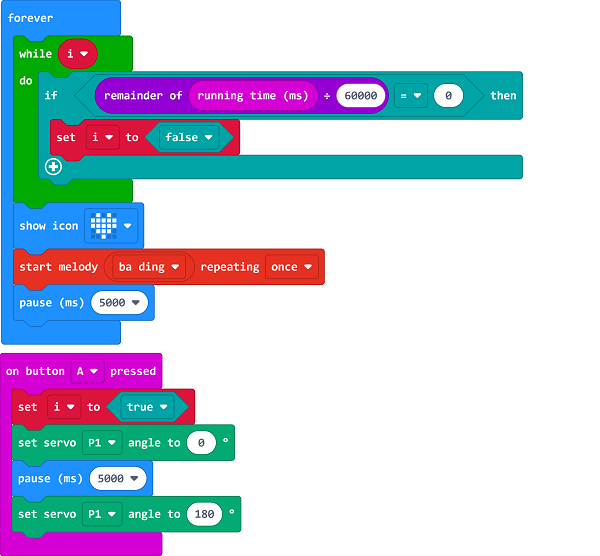 forever
while i
do
if remainder of running time (ms) ÷ 60000 = 0 then
set i to false
show icon
start melody ba ding repeating once
pause (ms) 5000
on button A pressed
set i to true
set servo P1 angle to 0 °
pause (ms) 5000
set servo P1 angle to 180 °